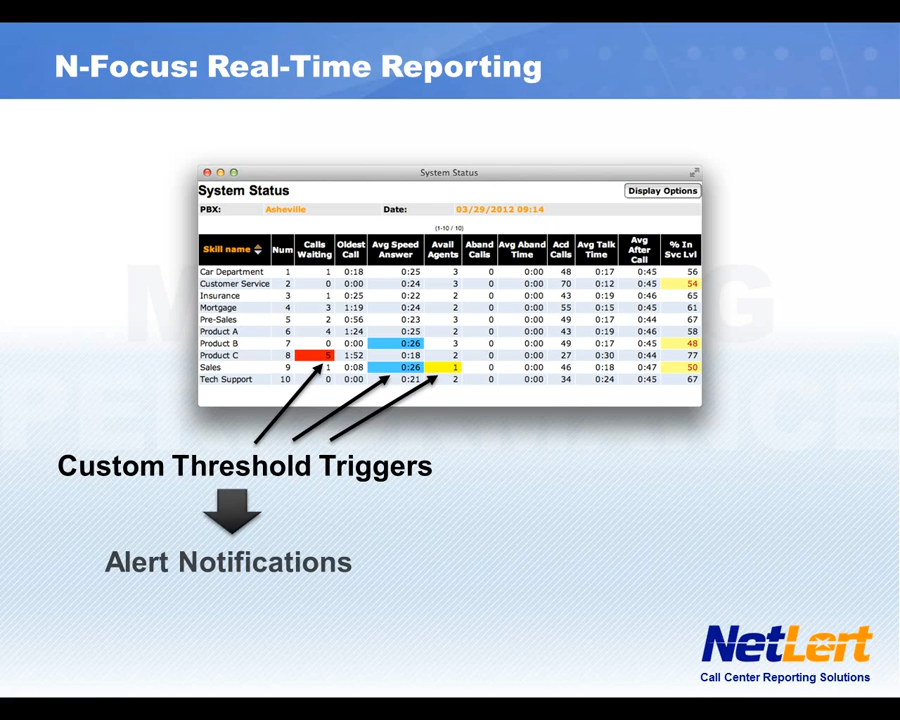 N-Focus: Real-Time Reporting
System Status
System Status
Display Options
PBX: Asheville Date: 03/29/2012 09:14
(1-10 / 10)
Skill name Num Calls Waiting Oldest Call Avg Speed Answer Avail Agents Aband Calls Avg Aband Time Acd Calls Avg Talk Time Avg After Call % In Svc Lvl
Car Department 1 1 0:18 0:25 3 0 0:00 48 0:17 0:45 56
Customer Service 2 0 0:00 0:24 3 0 0:00 70 0:12 0:45 54
Insurance 3 1 0:25 0:22 2 0 0:00 43 0:19 0:46 65
Mortgage 4 3 1:19 0:24 2 0 0:00 55 0:15 0:45 61
Pre-Sales 5 2 0:56 0:23 3 0 0:00 49 0:17 0:44 67
Product A 6 4 1:24 0:25 2 0 0:00 43 0:19 0:46 58
Product B 7 0 0:00 0:26 3 0 0:00 49 0:17 0:45 48
Product C 8 5 1:52 0:18 2 0 0:00 27 0:30 0:44 77
Sales 9 1 0:08 0:26 1 0 0:00 46 0:18 0:47 50
Tech Support 10 0 0:00 0:21 2 0 0:00 34 0:24 0:45 67
Custom Threshold Triggers
Alert Notifications
NetLert
Call Center Reporting Solutions